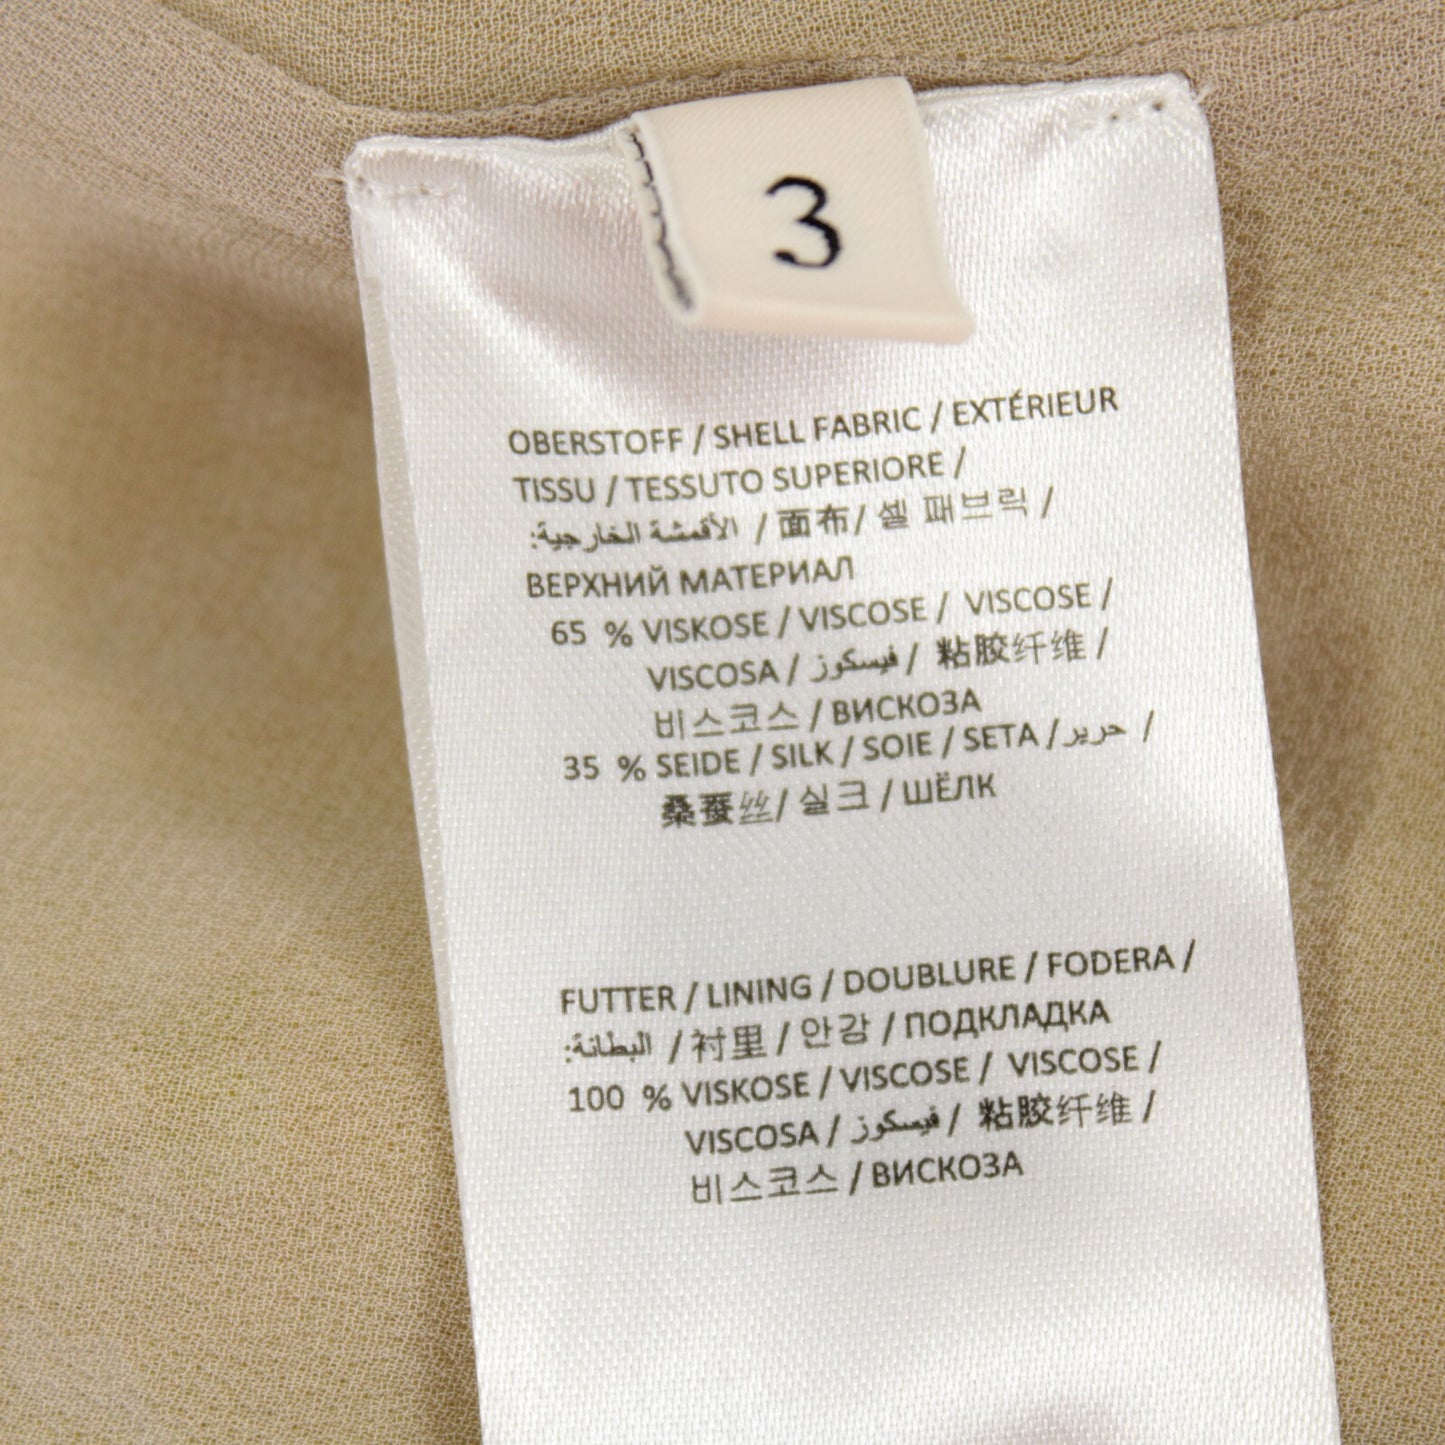 3
OBERSTOFF / SHELL FABRIC / EXTÉRIEUR
TISSU / TESSUTO SUPERIORE /
الأقمشة الخارجية: / 面布/ 셀 패브릭 /
ВЕРХНИЙ МАТЕРИАЛ
65 % VISKOSE / VISCOSE / VISCOSE /
VISCOSA / فيسكوز / 粘胶纤维 /
비스코스 / ВИСКОЗА
35 % SEIDE / SILK / SOIE / SETA / حرير /
桑蚕丝/ 실크 / ШЁЛК
FUTTER / LINING / DOUBLURE / FODERA /
البطانة: / 衬里 / 안감 / ПОДКЛАДКА
100 % VISKOSE / VISCOSE / VISCOSE /
VISCOSA / فيسكوز / 粘胶纤维 /
비스코스 / ВИСКОЗА